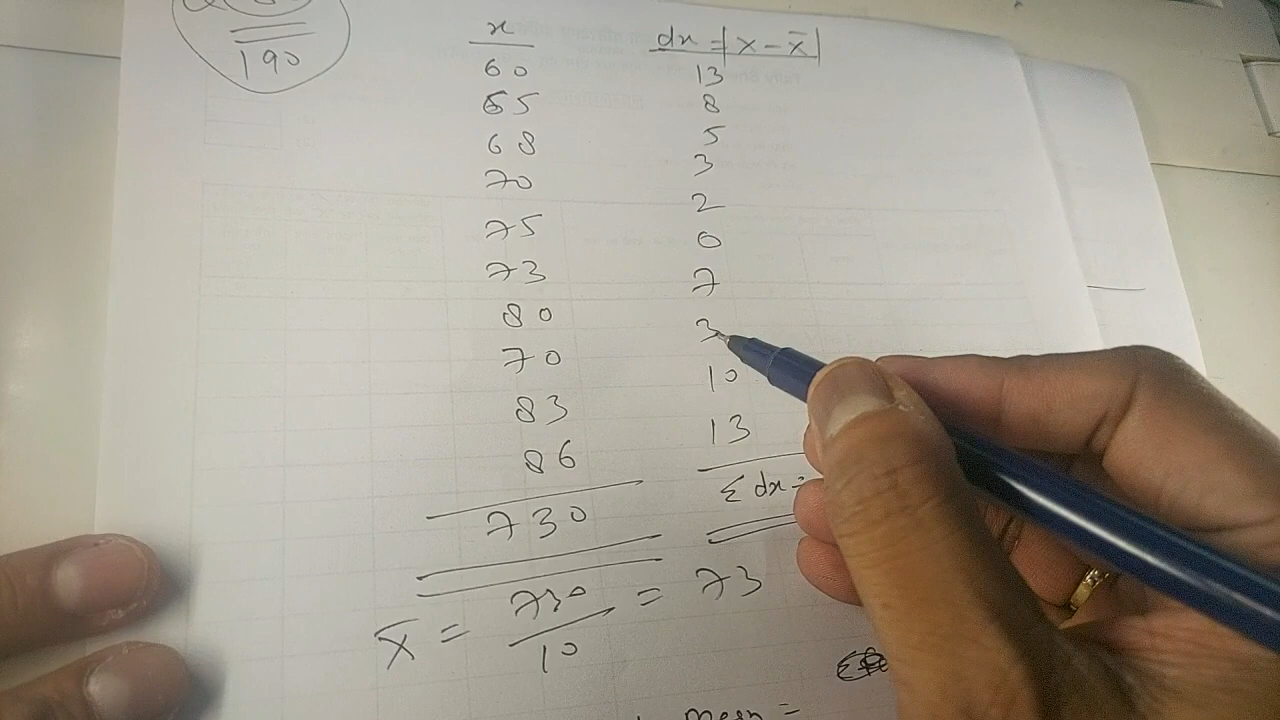 190
x dx = |x - x̄|
60 13
65 8
68 5
70 3
75 2
73 0
80 7
70 3
83 10
86 13
730 Σdx =
x̄ = 730/10 = 73
mean =